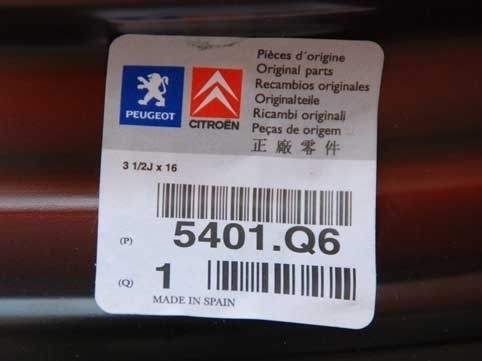 Pièces d'origine
Original parts
Recambios originales
Originalteile
Ricambi originali
Peças de origem
正廠零件
PEUGEOT
CITROËN
3 1/2J x 16
(P) 5401.Q6
(Q) 1
MADE IN SPAIN